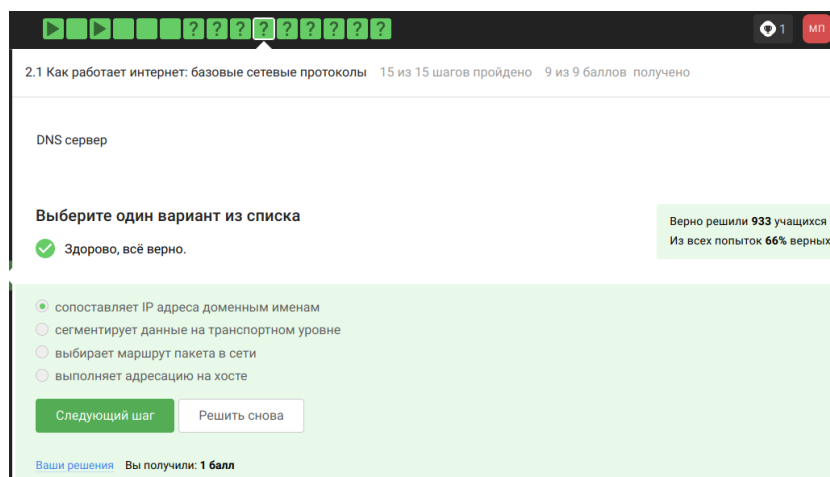 ? ? ? ? ? ? ? ? ?
1
МП
2.1 Как работает интернет: базовые сетевые протоколы 15 из 15 шагов пройдено 9 из 9 баллов получено
DNS сервер
Выберите один вариант из списка
Здорово, всё верно.
Верно решили 933 учащихся
Из всех попыток 66% верных
сопоставляет IP адреса доменным именам
сегментирует данные на транспортном уровне
выбирает маршрут пакета в сети
выполняет адресацию на хосте
Следующий шаг Решить снова
Ваши решения Вы получили: 1 балл